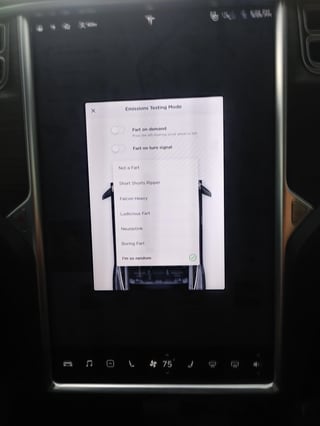 Emissions Testing Mode
Fart on demand
Fart on turn signal
Not a Fart
Short Shorts Ripper
Falcon Heavy
Ludicrous Fart
Neurastink
Boring Fart
I'm so random
75